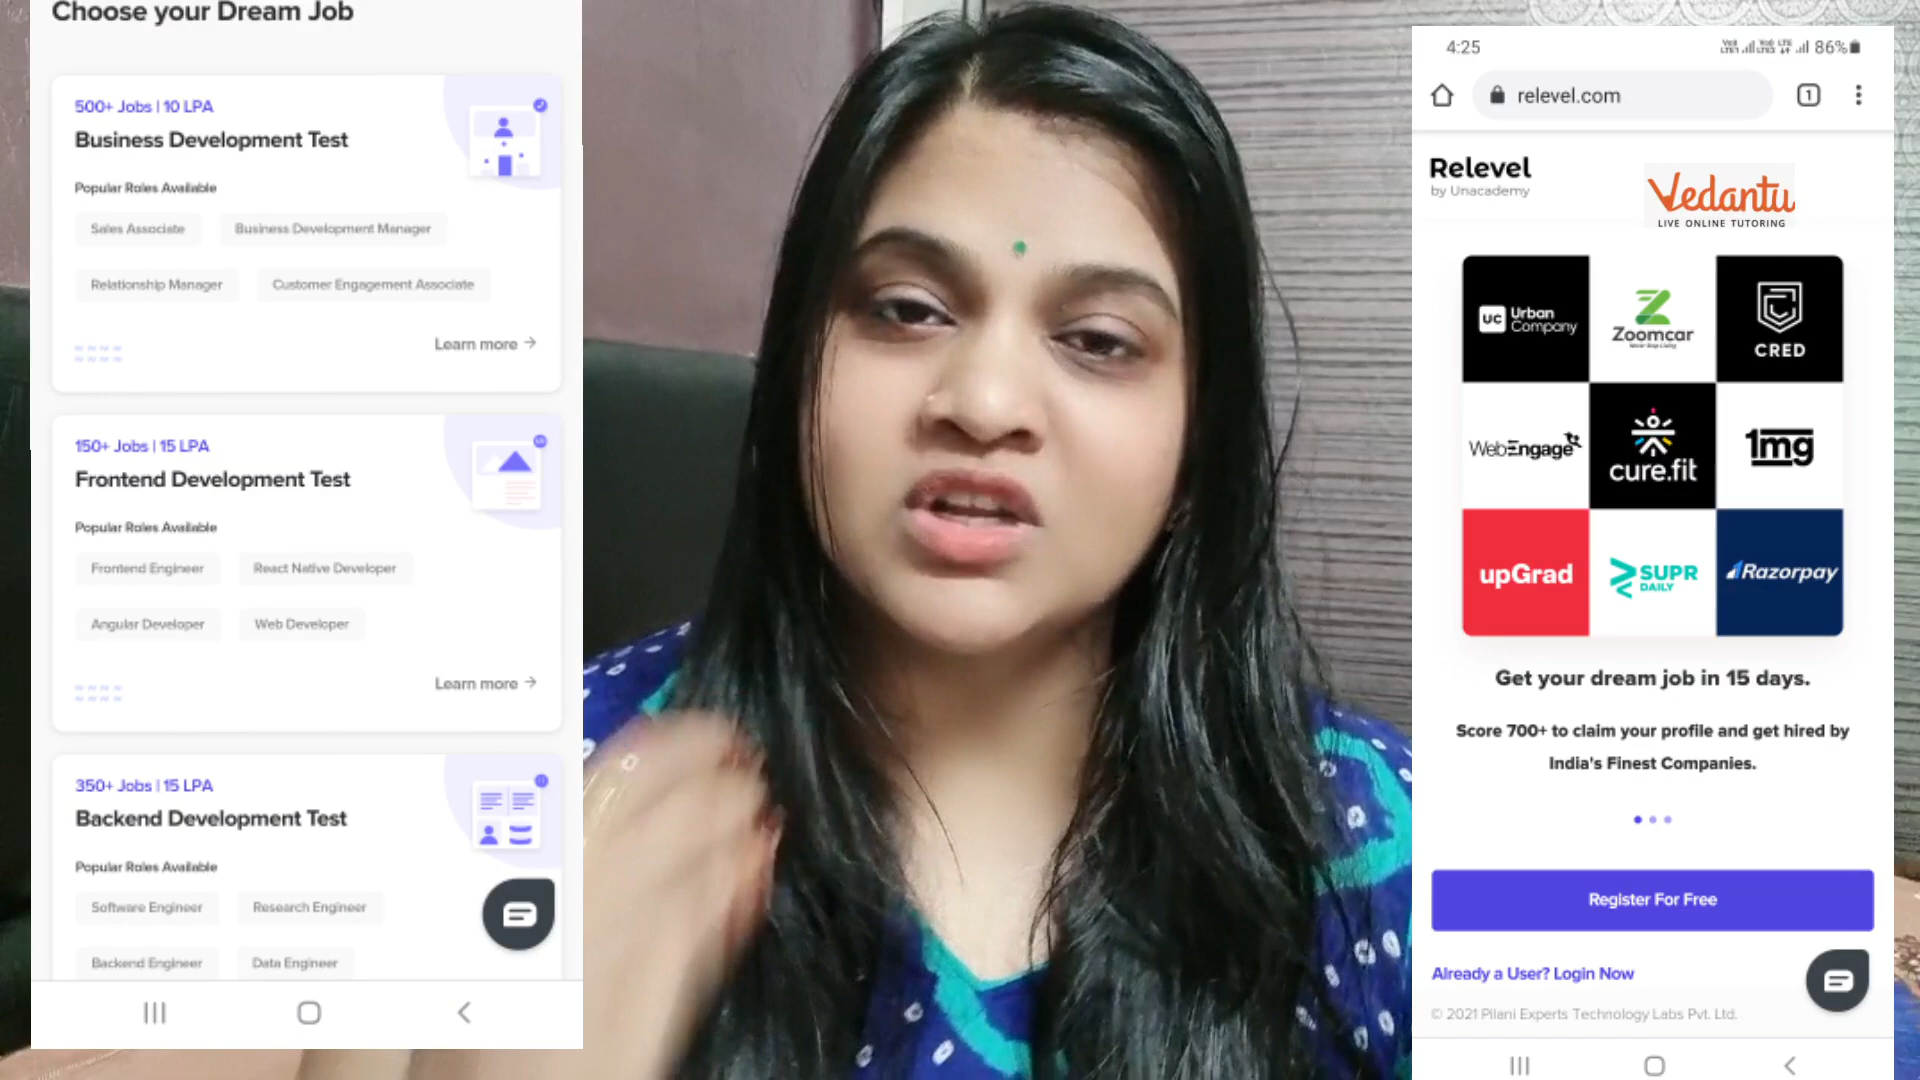 Choose your Dream Job
500+ Jobs | 10 LPA
Business Development Test
Popular Roles Available
Sales Associate
Business Development Manager
Relationship Manager
Customer Engagement Associate
Learn more →
150+ Jobs | 15 LPA
Frontend Development Test
Popular Roles Available
Frontend Engineer
React Native Developer
Angular Developer
Web Developer
Learn more →
350+ Jobs | 15 LPA
Backend Development Test
Popular Roles Available
Software Engineer
Research Engineer
Backend Engineer
Data Engineer
4:25
86%
relevel.com
1
Relevel
by Unacademy
Vedantu
LIVE ONLINE TUTORING
UC Urban Company
Zoomcar
CRED
WebEngage
cure.fit
1mg
upGrad
SUPR DAILY
Razorpay
Get your dream job in 15 days.
Score 700+ to claim your profile and get hired by
India's Finest Companies.
Register For Free
Already a User? Login Now
© 2021 Pilani Experts Technology Labs Pvt. Ltd.